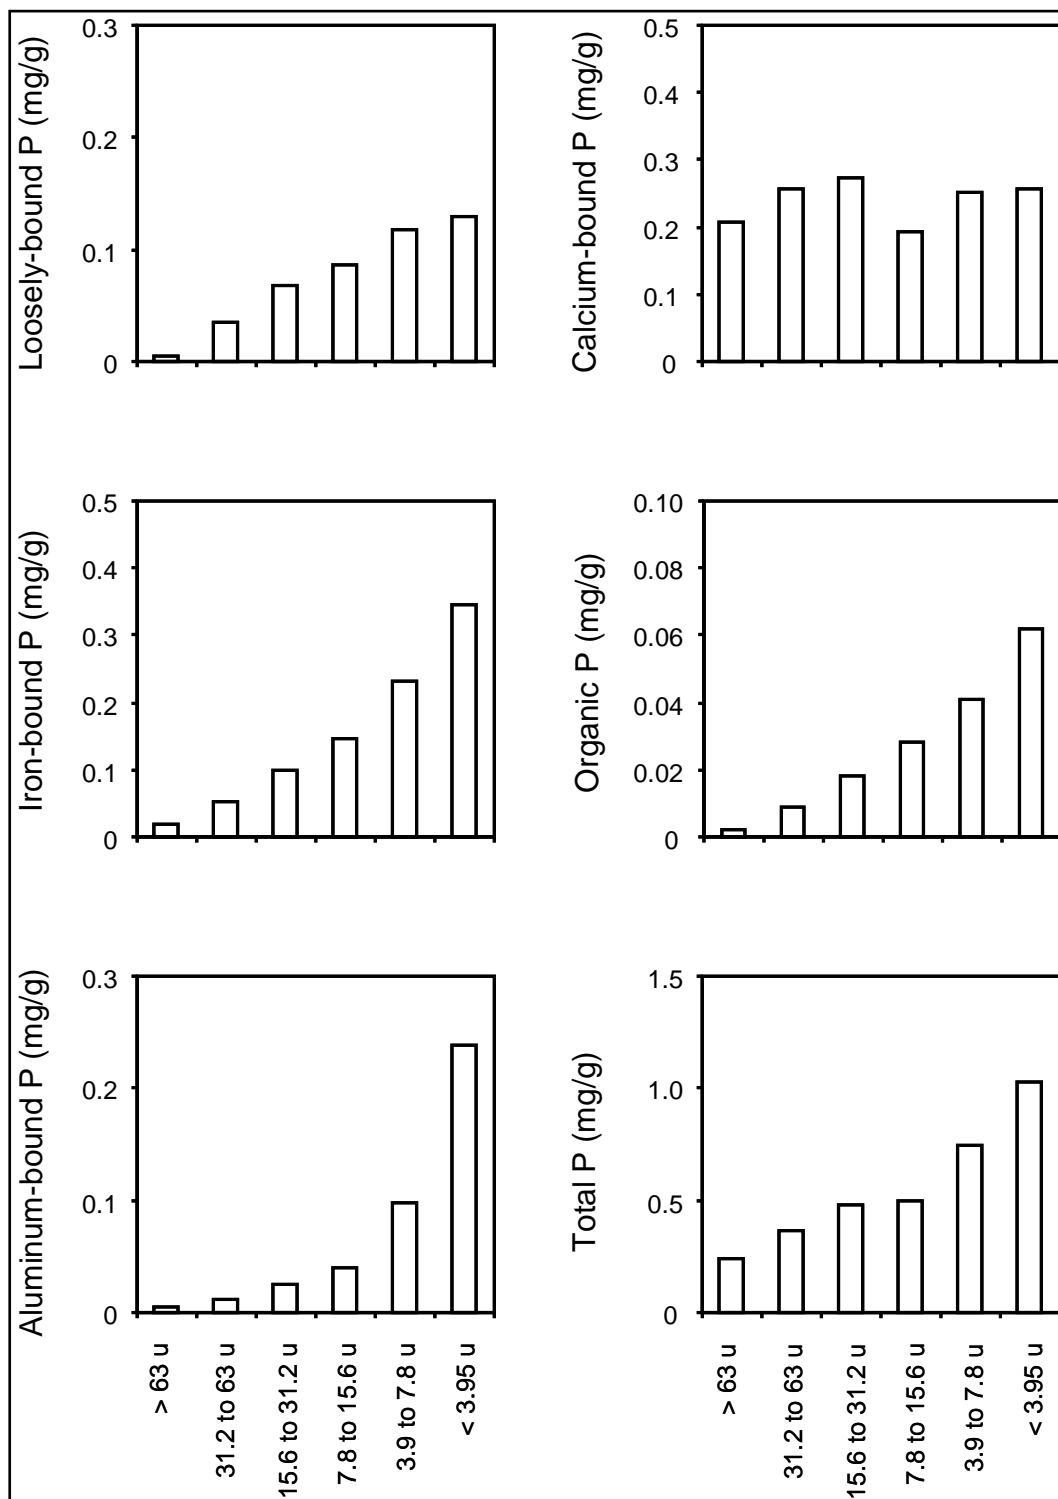 Loosely-bound P (mg/g)
0.3
0.2
0.1
0
Calcium-bound P (mg/g)
0.5
0.4
0.3
0.2
0.1
0
Iron-bound P (mg/g)
0.5
0.4
0.3
0.2
0.1
0
Organic P (mg/g)
0.10
0.08
0.06
0.04
0.02
0
Aluminum-bound P (mg/g)
0.3
0.2
0.1
0
> 63 u
31.2 to 63 u
15.6 to 31.2 u
7.8 to 15.6 u
3.9 to 7.8 u
< 3.95 u
Total P (mg/g)
1.5
1.0
0.5
0
> 63 u
31.2 to 63 u
15.6 to 31.2 u
7.8 to 15.6 u
3.9 to 7.8 u
< 3.95 u